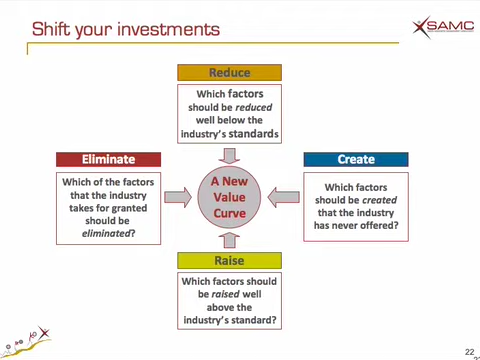 Shift your investments
SAMC
Reduce
Which factors
should be reduced
well below the
industry's standards
Eliminate
Which of the factors
that the industry
takes for granted
should be
eliminated?
A New
Value
Curve
Create
Which factors
should be created
that the industry
has never offered?
Raise
Which factors should
be raised well
above the
industry's standard?
22